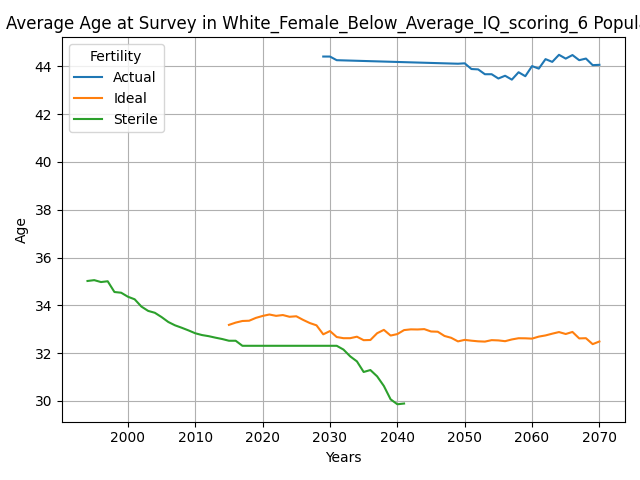 Average Age at Survey in White_Female_Below_Average_IQ_scoring_6 Popul
Fertility
Actual
Ideal
Sterile
Age
44
42
40
38
36
34
32
30
2000 2010 2020 2030 2040 2050 2060 2070
Years